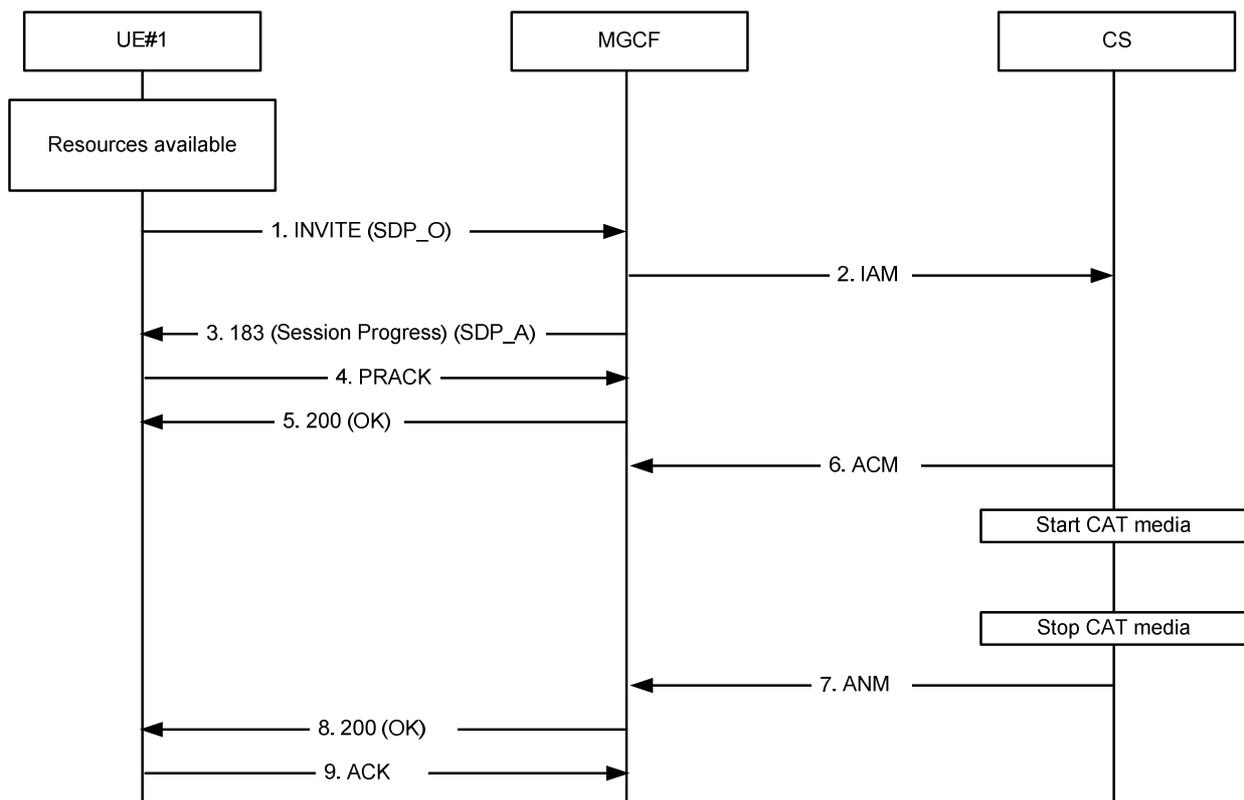 UE#1
MGCF
CS
Resources available
1. INVITE (SDP_O)
2. IAM
3. 183 (Session Progress) (SDP_A)
4. PRACK
5. 200 (OK)
6. ACM
Start CAT media
Stop CAT media
7. ANM
8. 200 (OK)
9. ACK